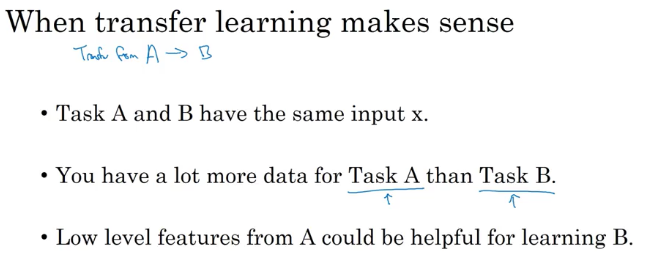 When transfer learning makes sense
Transfer from A → B
• Task A and B have the same input x.
• You have a lot more data for Task A than Task B.
↑ ↑
• Low level features from A could be helpful for learning B.